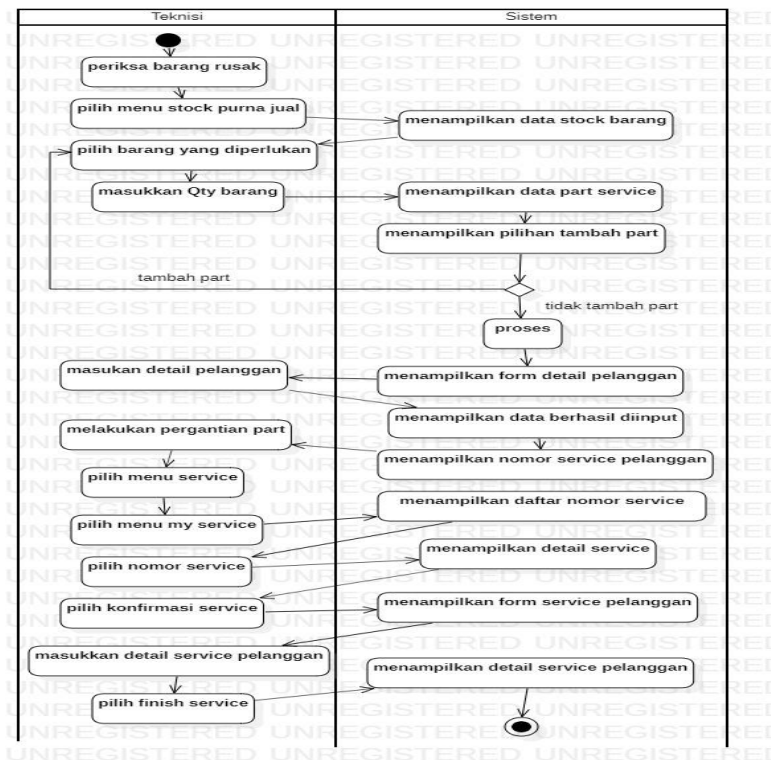 Teknisi
Sistem
periksa barang rusak
pilih menu stock purna jual
menampilkan data stock barang
pilih barang yang diperlukan
masukkan Qty barang
menampilkan data part service
menampilkan pilihan tambah part
tambah part
tidak tambah part
proses
masukan detail pelanggan
menampilkan form detail pelanggan
menampilkan data berhasil diinput
melakukan pergantian part
menampilkan nomor service pelanggan
pilih menu service
menampilkan daftar nomor service
pilih menu my service
menampilkan detail service
pilih nomor service
pilih konfirmasi service
menampilkan form service pelanggan
masukkan detail service pelanggan
menampilkan detail service pelanggan
pilih finish service
UNREGISTERED